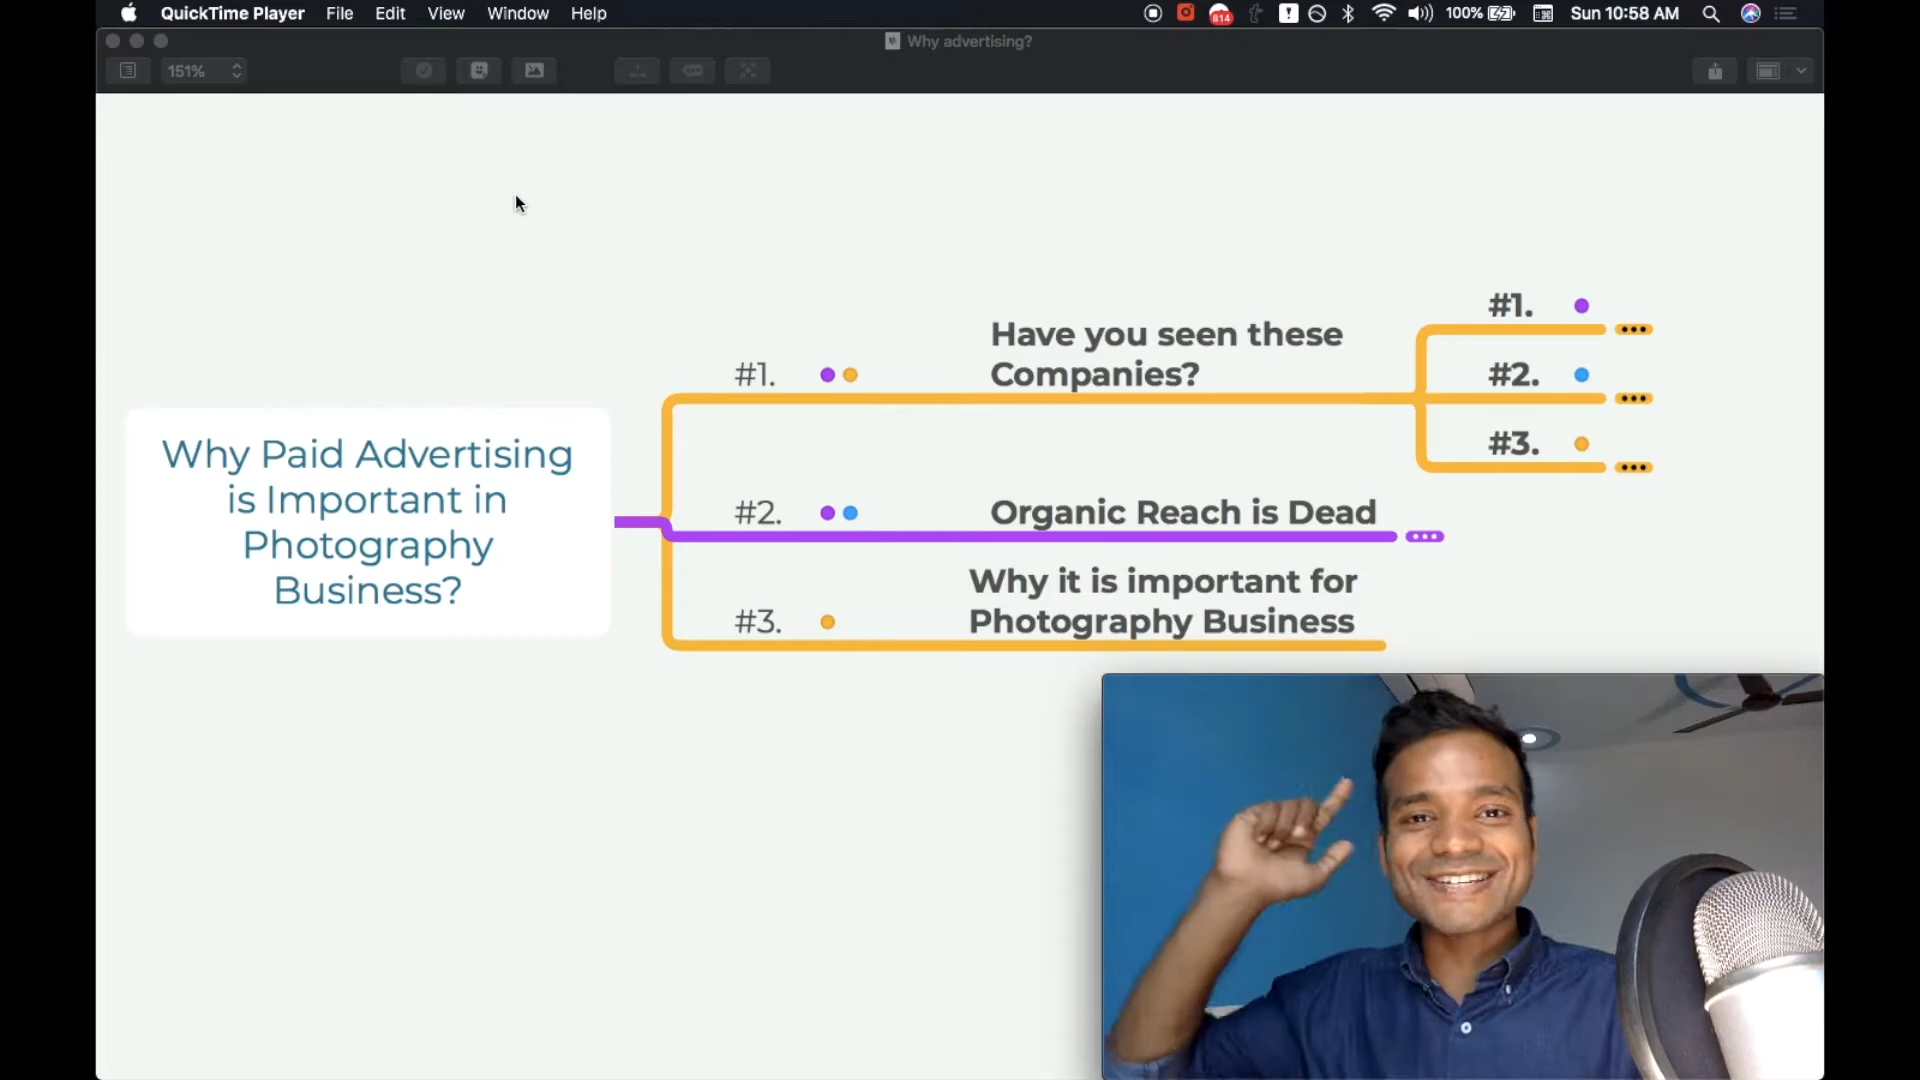 QuickTime Player File Edit View Window Help
814
100%
Sun 10:58 AM
Why advertising?
151%
Why Paid Advertising
is Important in
Photography
Business?
#1.
Have you seen these
Companies?
#1.
#2.
#3.
#2.
Organic Reach is Dead
#3.
Why it is important for
Photography Business